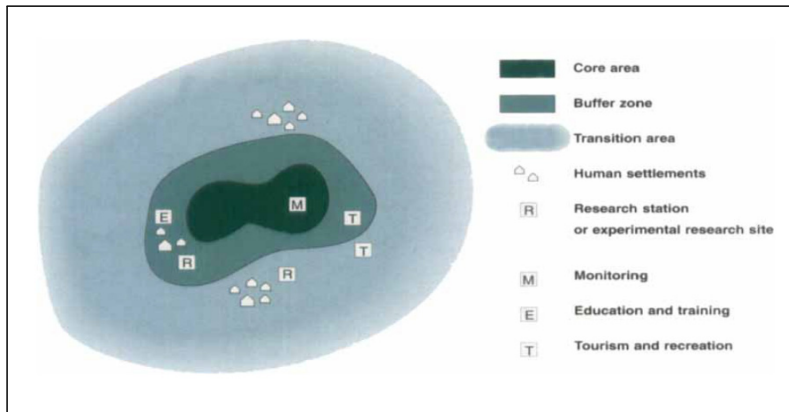 Core area
Buffer zone
Transition area
Human settlements
R
Research station
or experimental research site
M
Monitoring
E
Education and training
T
Tourism and recreation
M
E
T
R
T
R